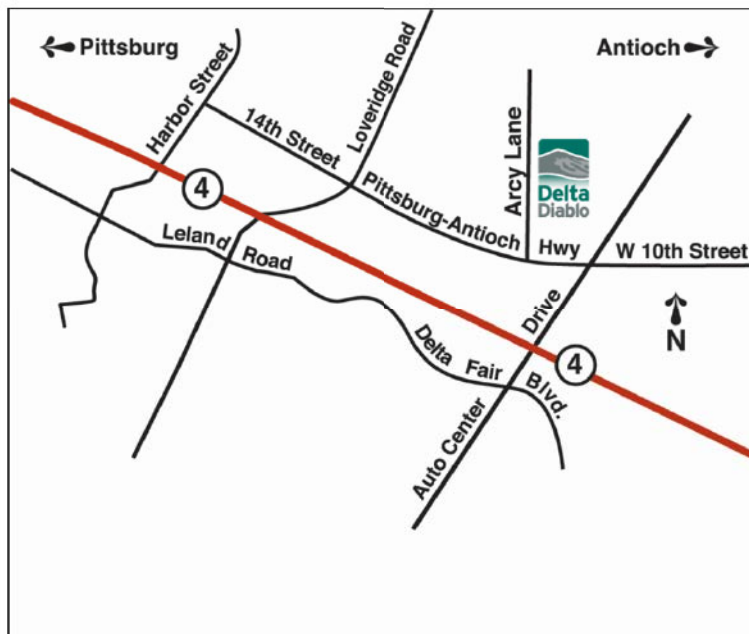 Pittsburg
Antioch
Harbor Street
Loveridge Road
14th Street
Arcy Lane
Delta
Diablo
Pittsburg-Antioch Hwy
W 10th Street
4
Leland Road
Drive
N
Delta Fair Blvd.
4
Auto Center